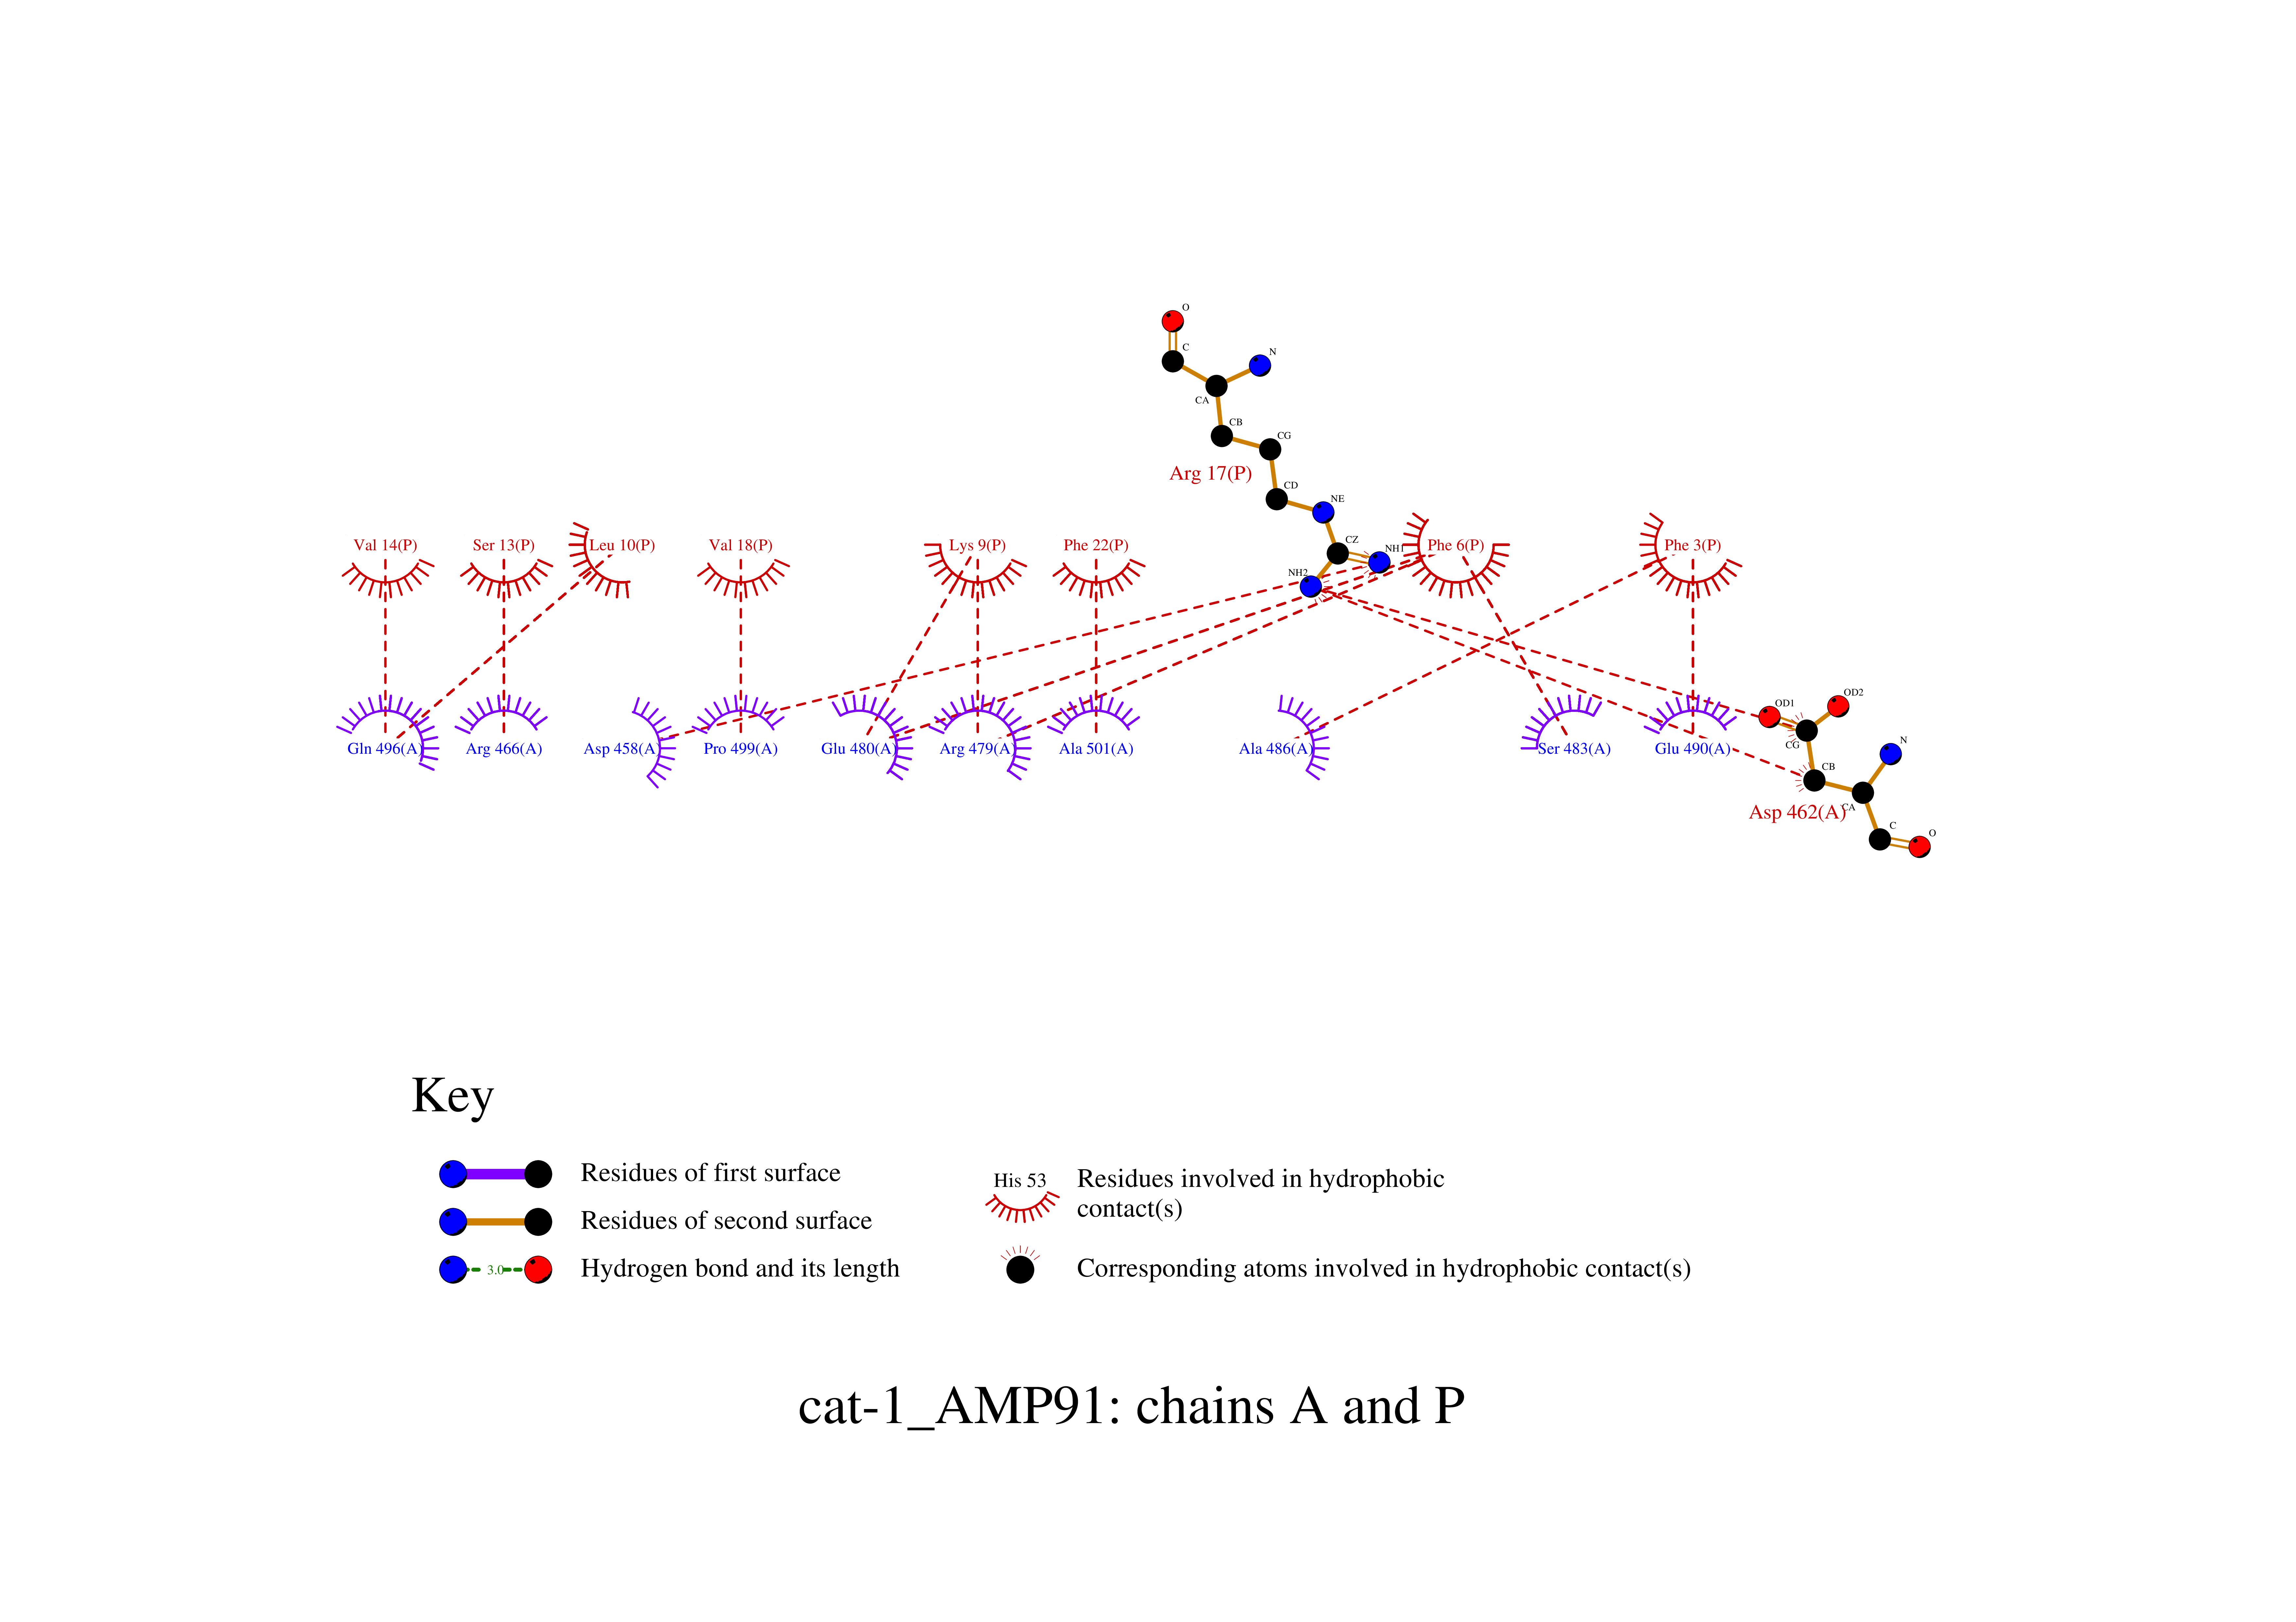 O
C
N
CA
CB
CG
Arg 17(P)
CD
NE
CZ
NH1
NH2
Val 14(P) Ser 13(P) Leu 10(P) Val 18(P) Lys 9(P) Phe 22(P) Phe 6(P) Phe 3(P)
Gln 496(A) Arg 466(A) Asp 458(A) Pro 499(A) Glu 480(A) Arg 479(A) Ala 501(A) Ala 486(A) Ser 483(A) Glu 490(A)
OD2
OD1
N
CG
CB
CA
Asp 462(A)
C
O
Key
Residues of first surface
Residues of second surface
3.0
Hydrogen bond and its length
His 53
Residues involved in hydrophobic
contact(s)
Corresponding atoms involved in hydrophobic contact(s)
cat-1_AMP91: chains A and P